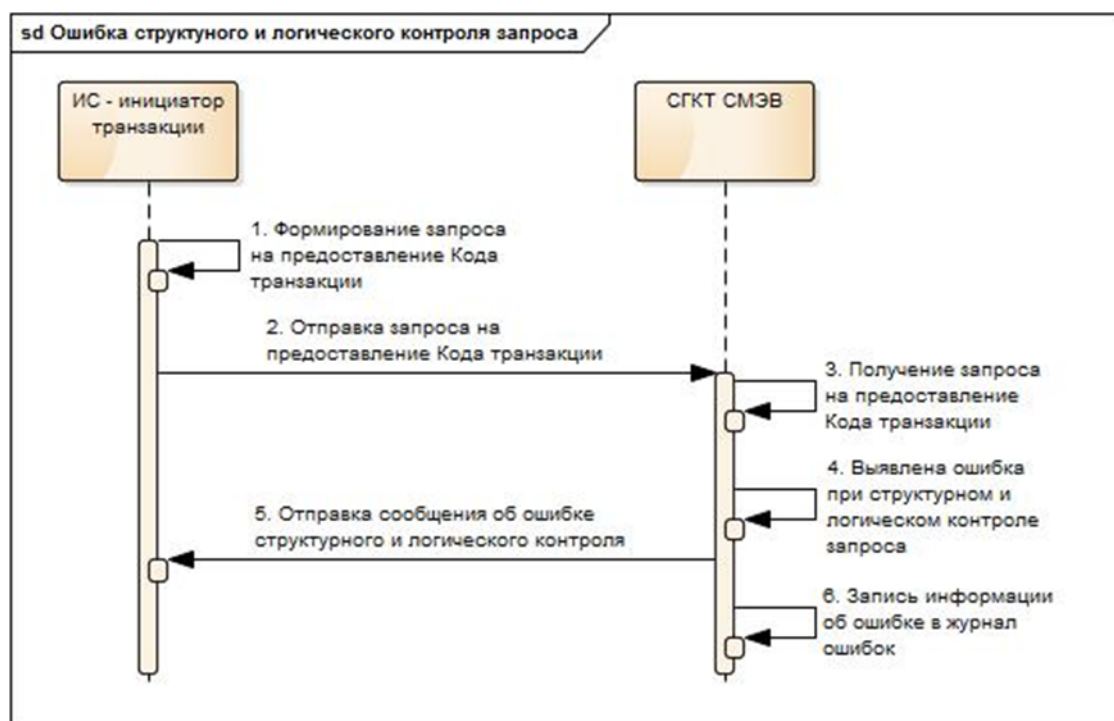 sd Ошибка структуного и логического контроля запроса
ИС - инициатор
транзакции
СГКТ СМЭВ
1. Формирование запроса
на предоставление Кода
транзакции
2. Отправка запроса на
предоставление Кода транзакции
3. Получение запроса
на предоставление
Кода транзакции
4. Выявлена ошибка
при структурном и
логическом контроле
запроса
5. Отправка сообщения об ошибке
структурного и логического контроля
6. Запись информации
об ошибке в журнал
ошибок